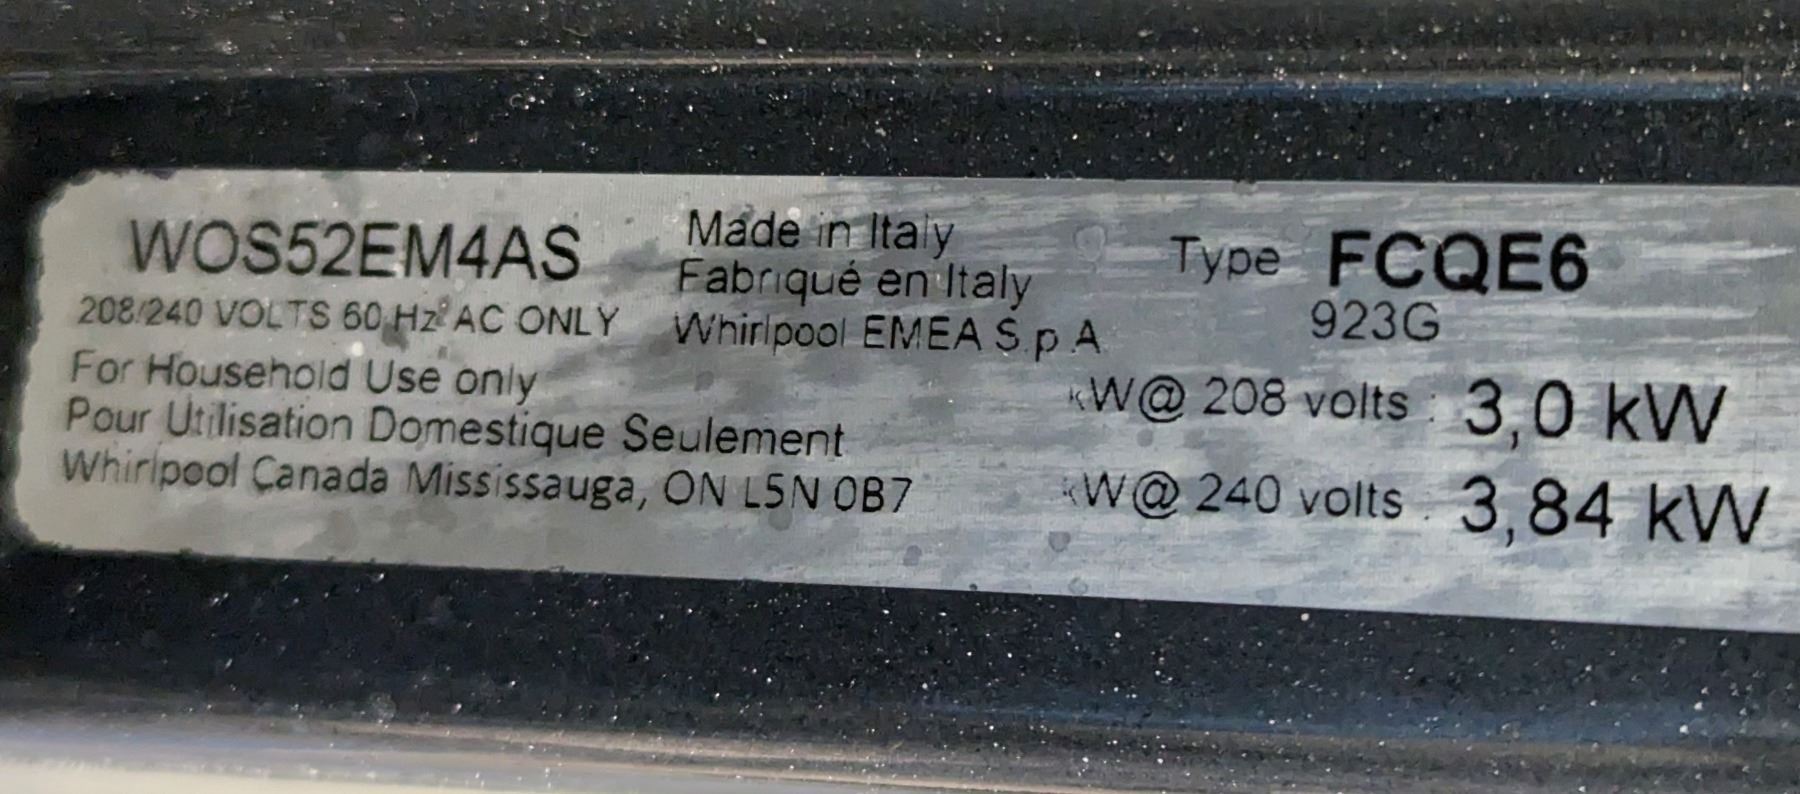 WOS52EM4AS
208/240 VOLTS 60 Hz AC ONLY
For Household Use only
Pour Utilisation Domestique Seulement
Whirlpool Canada Mississauga, ON L5N 0B7
Made in Italy
Fabriqué en Italy
Whirlpool EMEA S.p.A
Type FCQE6
923G
kW@ 208 volts : 3,0 kW
kW@ 240 volts : 3,84 kW